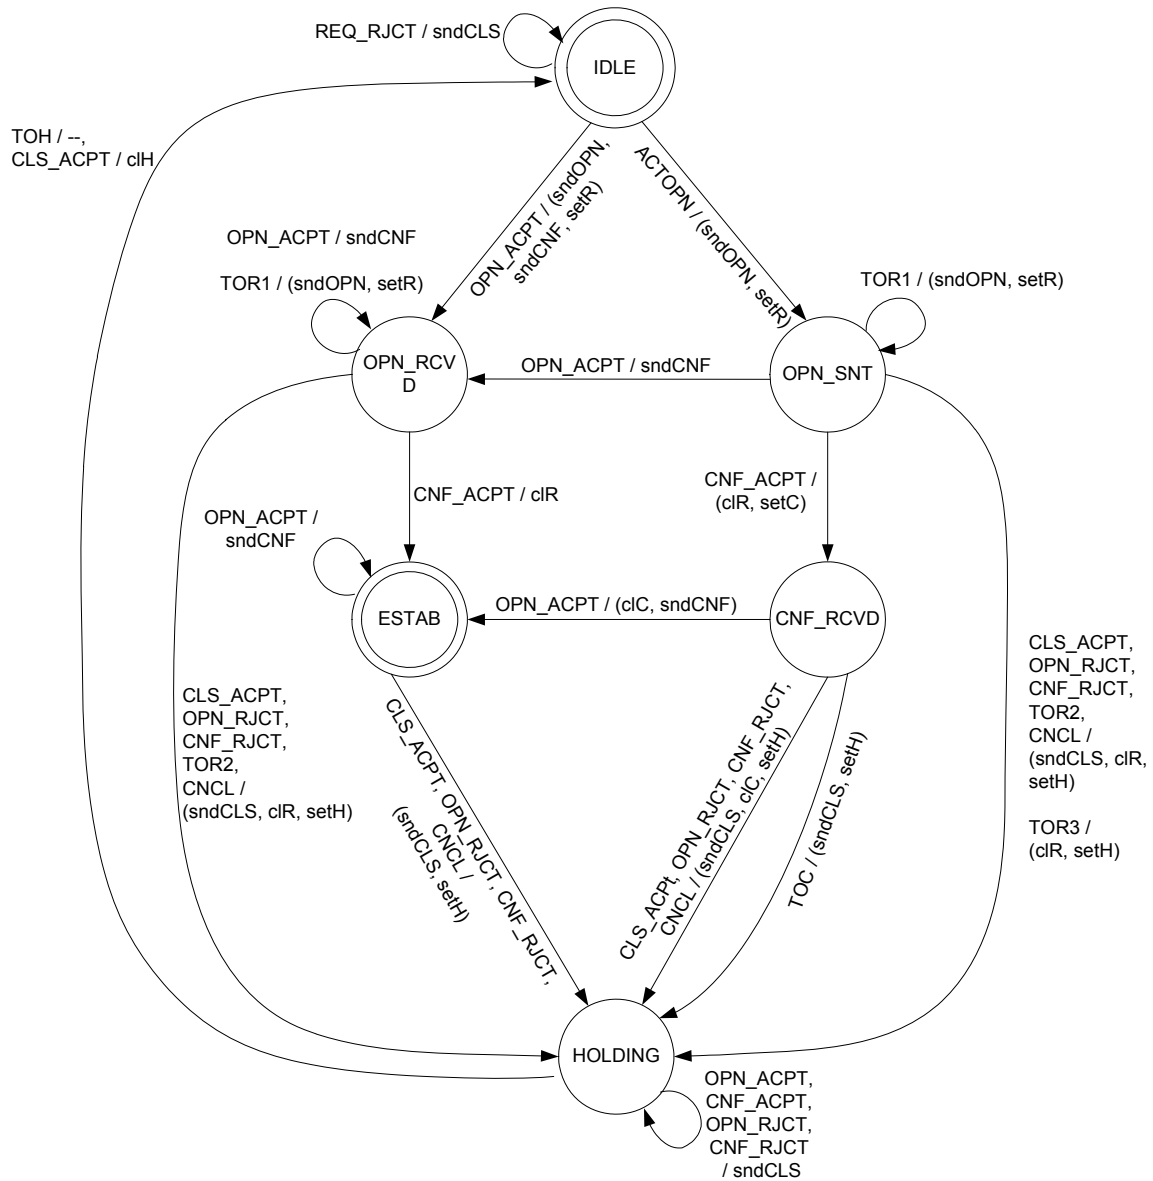 REQ_RJCT / sndCLS
IDLE
TOH / --,
CLS_ACPT / clH
OPN_ACPT / (sndOPN,
sndCNF, setR)
ACTOPN / (sndOPN, setR)
OPN_ACPT / sndCNF
TOR1 / (sndOPN, setR)
TOR1 / (sndOPN, setR)
OPN_RCV
D
OPN_ACPT / sndCNF
OPN_SNT
CNF_ACPT / clR
CNF_ACPT /
(clR, setC)
OPN_ACPT /
sndCNF
ESTAB
OPN_ACPT / (clC, sndCNF)
CNF_RCVD
CLS_ACPT,
OPN_RJCT,
CNF_RJCT,
TOR2,
CNCL /
(sndCLS, clR, setH)
CLS_ACPT, OPN_RJCT, CNF_RJCT,
CNCL /
(sndCLS, setH)
CLS_ACPt, OPN_RJCT, CNF_RJCT,
CNCL / (sndCLS, clC, setH)
TOC / (sndCLS, setH)
CLS_ACPT,
OPN_RJCT,
CNF_RJCT,
TOR2,
CNCL /
(sndCLS, clR,
setH)
TOR3 /
(clR, setH)
HOLDING
OPN_ACPT,
CNF_ACPT,
OPN_RJCT,
CNF_RJCT
/ sndCLS